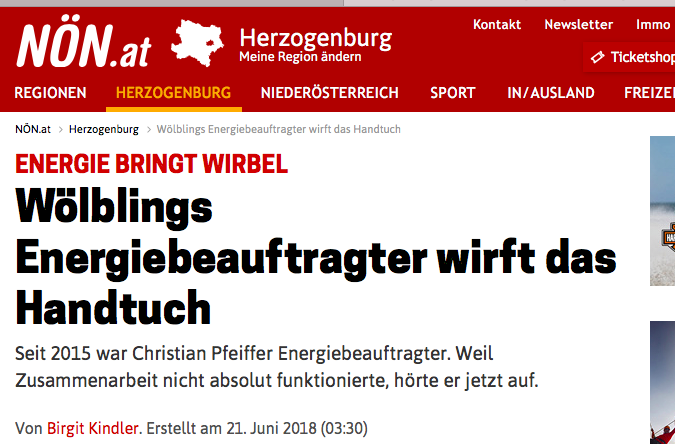 Kontakt Newsletter Immo
NÖN.at
Herzogenburg
Meine Region ändern
Ticketshop
REGIONEN HERZOGENBURG NIEDERÖSTERREICH SPORT IN/AUSLAND FREIZE
NÖN.at > Herzogenburg > Wölblings Energiebeauftragter wirft das Handtuch
ENERGIE BRINGT WIRBEL
Wölblings
Energiebeauftragter wirft das
Handtuch
Seit 2015 war Christian Pfeiffer Energiebeauftragter. Weil
Zusammenarbeit nicht absolut funktionierte, hörte er jetzt auf.
Von Birgit Kindler. Erstellt am 21. Juni 2018 (03:30)